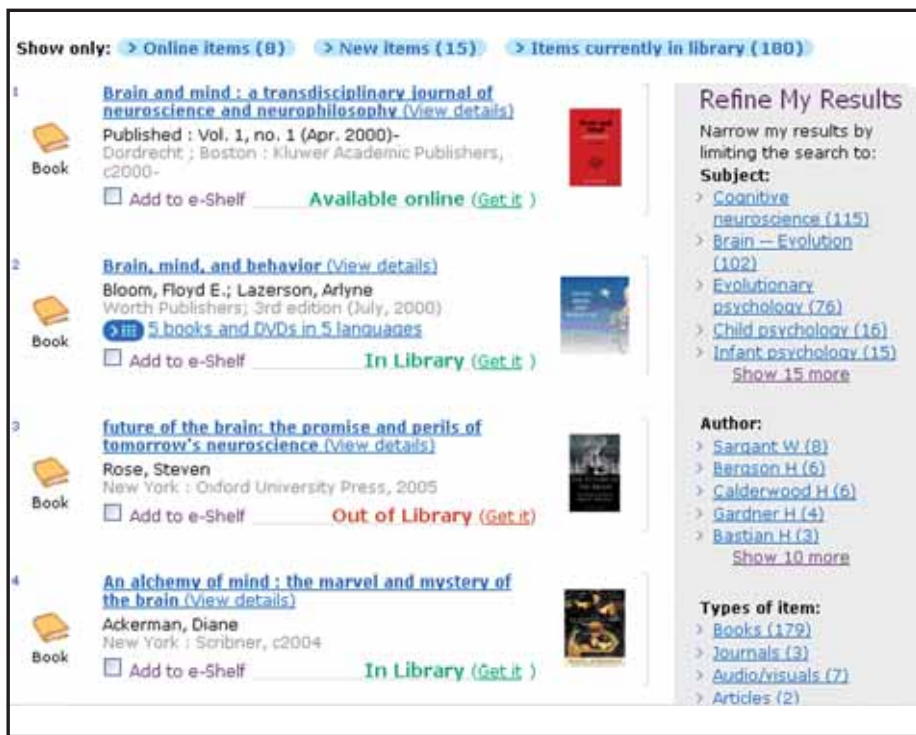 Show only: > Online items (8) > New items (15) > Items currently in library (180)
1
Brain and mind : a transdisciplinary journal of
neuroscience and neurophilosophy (View details)
Published : Vol. 1, no. 1 (Apr. 2000)-
Dordrecht ; Boston : Kluwer Academic Publishers,
c2000-
Book
Add to e-Shelf Available online (Get it )
2
Brain, mind, and behavior (View details)
Bloom, Floyd E.; Lazerson, Arlyne
Worth Publishers; 3rd edition (July, 2000)
Book
5 books and DVDs in 5 languages
Add to e-Shelf In Library (Get it )
3
future of the brain: the promise and perils of
tomorrow's neuroscience (View details)
Rose, Steven
New York : Oxford University Press, 2005
Book
Add to e-Shelf Out of Library (Get it)
4
An alchemy of mind : the marvel and mystery of
the brain (View details)
Ackerman, Diane
New York : Scribner, c2004
Book
Add to e-Shelf In Library (Get it )
Refine My Results
Narrow my results by
limiting the search to:
Subject:
> Cognitive
neuroscience (115)
> Brain — Evolution
(102)
> Evolutionary
psychology (76)
> Child psychology (16)
> Infant psychology (15)
Show 15 more
Author:
> Sargant W (8)
> Bergson H (6)
> Calderwood H (6)
> Gardner H (4)
> Bastian H (3)
Show 10 more
Types of item:
> Books (179)
> Journals (3)
> Audio/visuals (7)
> Articles (2)